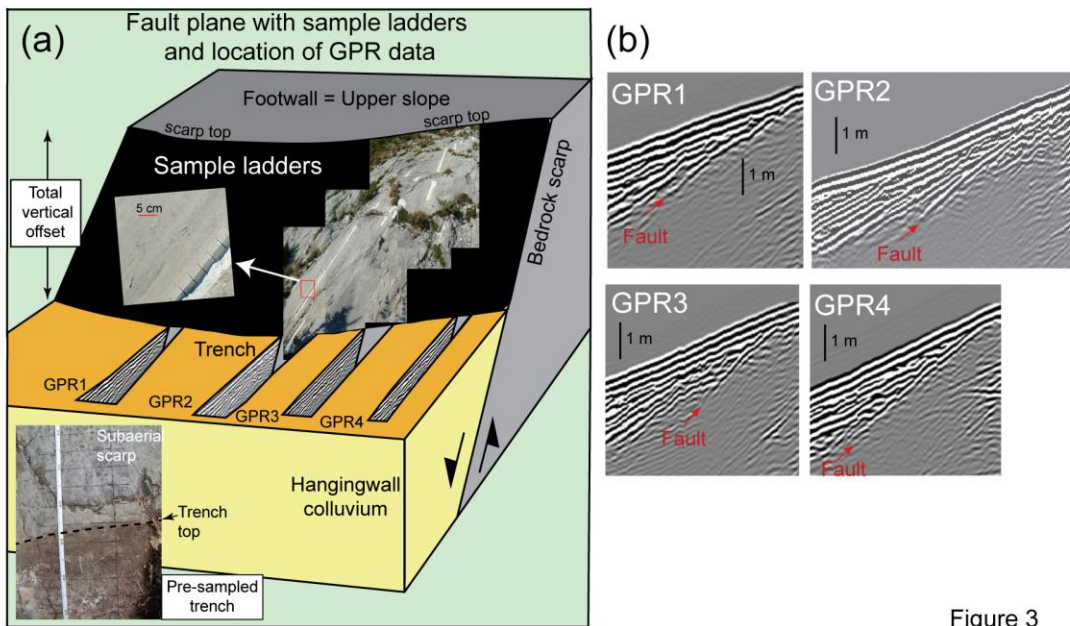 (a)
Fault plane with sample ladders
and location of GPR data
Footwall = Upper slope
scarp top
scarp top
Sample ladders
Total
vertical
offset
5 cm
Bedrock scarp
Trench
GPR1
GPR2
GPR3
GPR4
Subaerial
scarp
Trench
top
Pre-sampled
trench
Hangingwall
colluvium
(b)
GPR1
1 m
1 m
Fault
GPR2
1 m
Fault
GPR3
1 m
Fault
GPR4
1 m
Fault
Figure 3